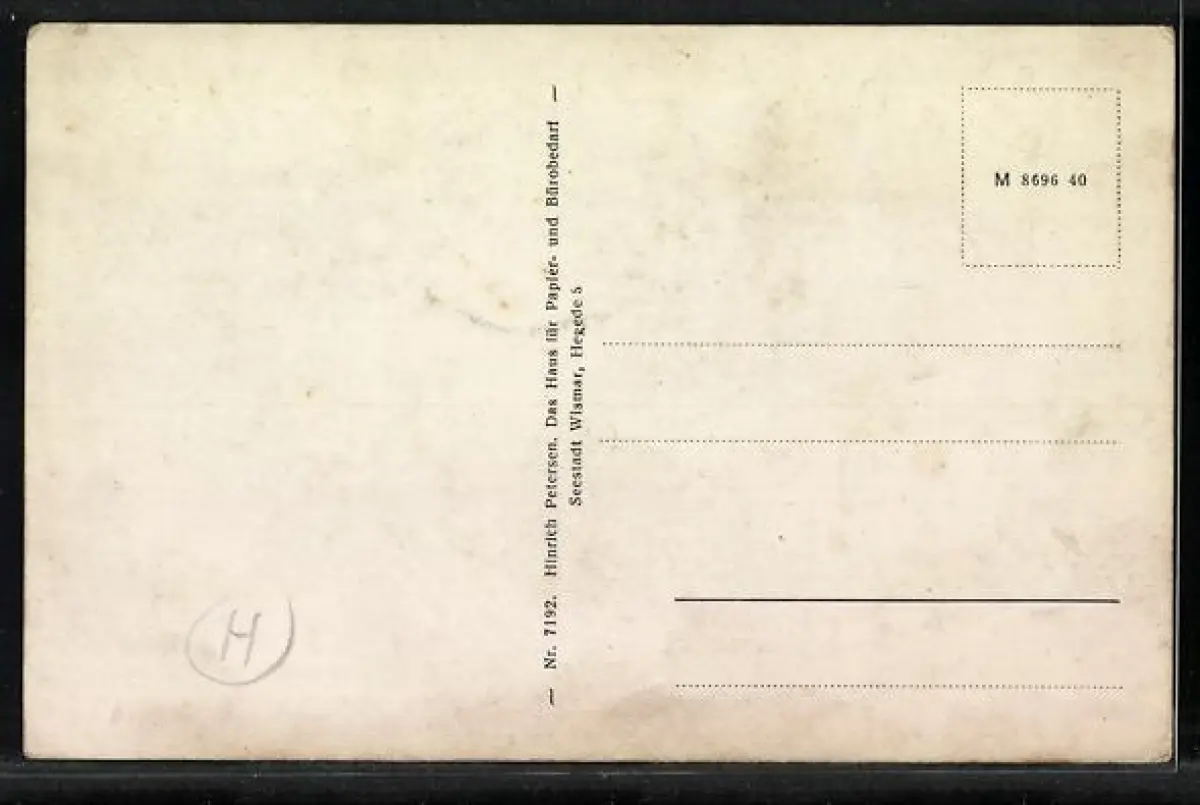 — Nr. 7192. Hinrich Petersen. Das Haus für Papier- und Bürobedarf —
Seestadt Wismar, Hegede 5
M 8696 40
H